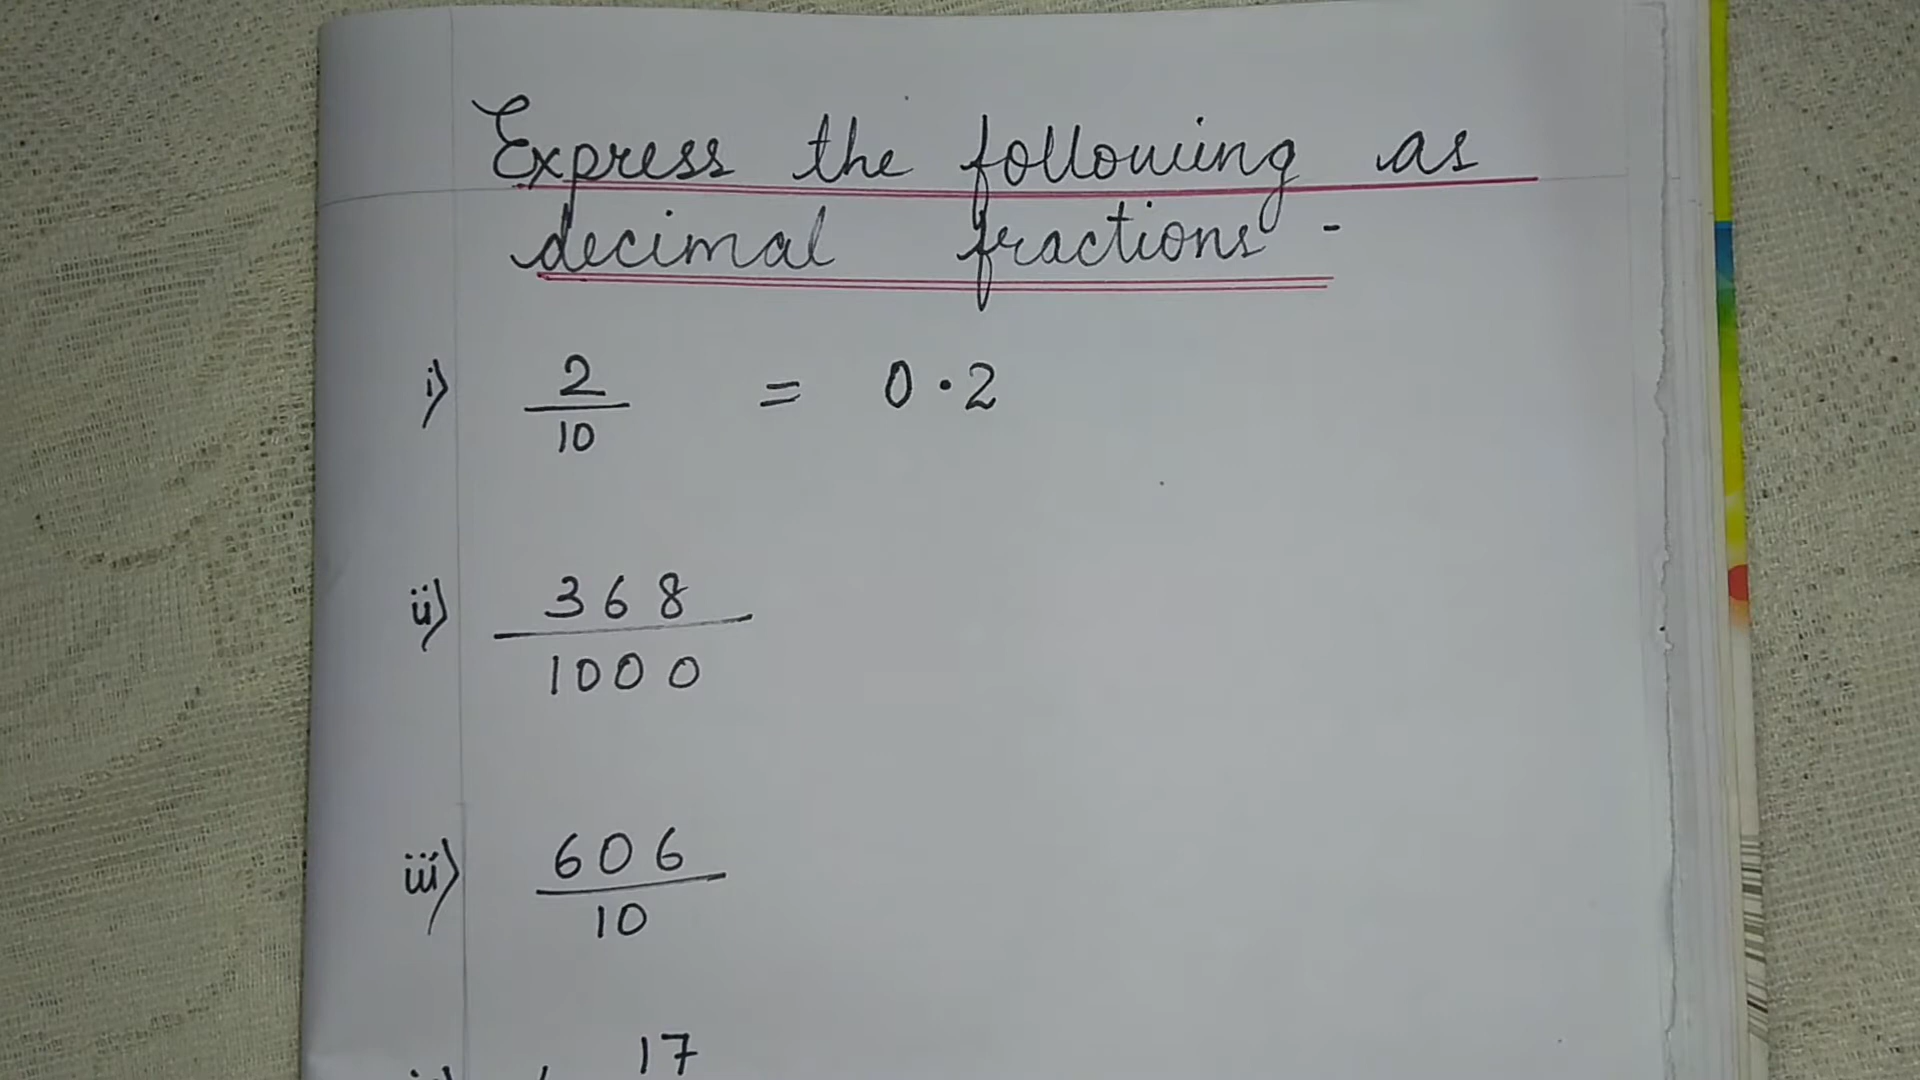 Express the following as
decimal fractions -
i) 2/10 = 0.2
ii) 368/1000
iii) 606/10
17